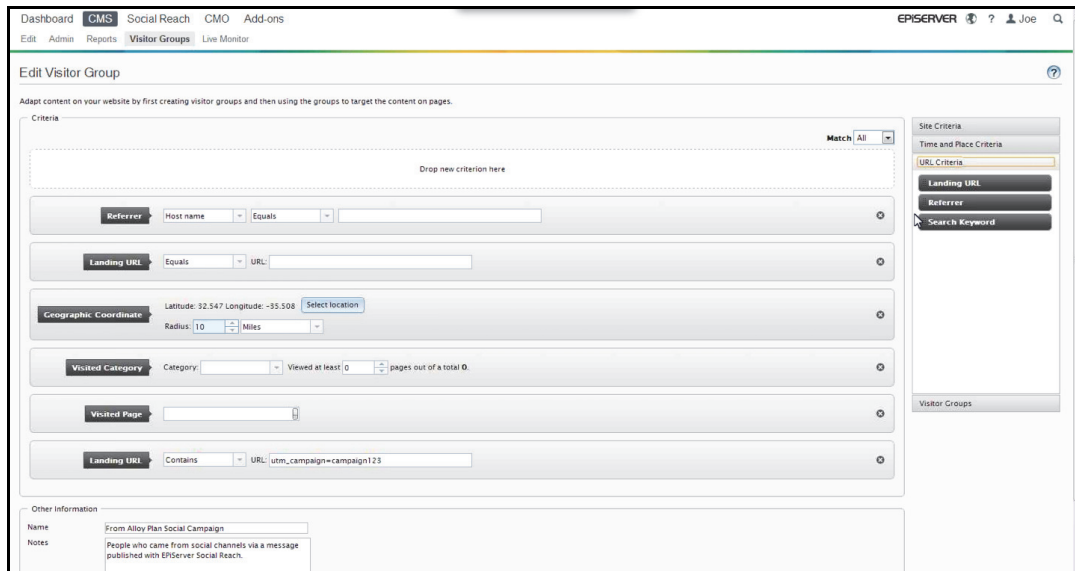 Dashboard CMS Social Reach CMO Add-ons EPISERVER ? Joe
Edit Admin Reports Visitor Groups Live Monitor
Edit Visitor Group ?
Adapt content on your website by first creating visitor groups and then using the groups to target the content on pages.
Criteria
Match All
Drop new criterion here
Referrer Host name Equals
Landing URL Equals URL:
Geographic Coordinate Latitude: 32.547 Longitude: -35.508 Select location
Radius: 10 Miles
Visited Category Category: Viewed at least 0 pages out of a total 0.
Visited Page
Landing URL Contains URL: utm_campaign=campaign123
Site Criteria
Time and Place Criteria
URL Criteria
Landing URL
Referrer
Search Keyword
Visitor Groups
Other Information
Name From Alloy Plan Social Campaign
Notes People who came from social channels via a message
published with EPiServer Social Reach.